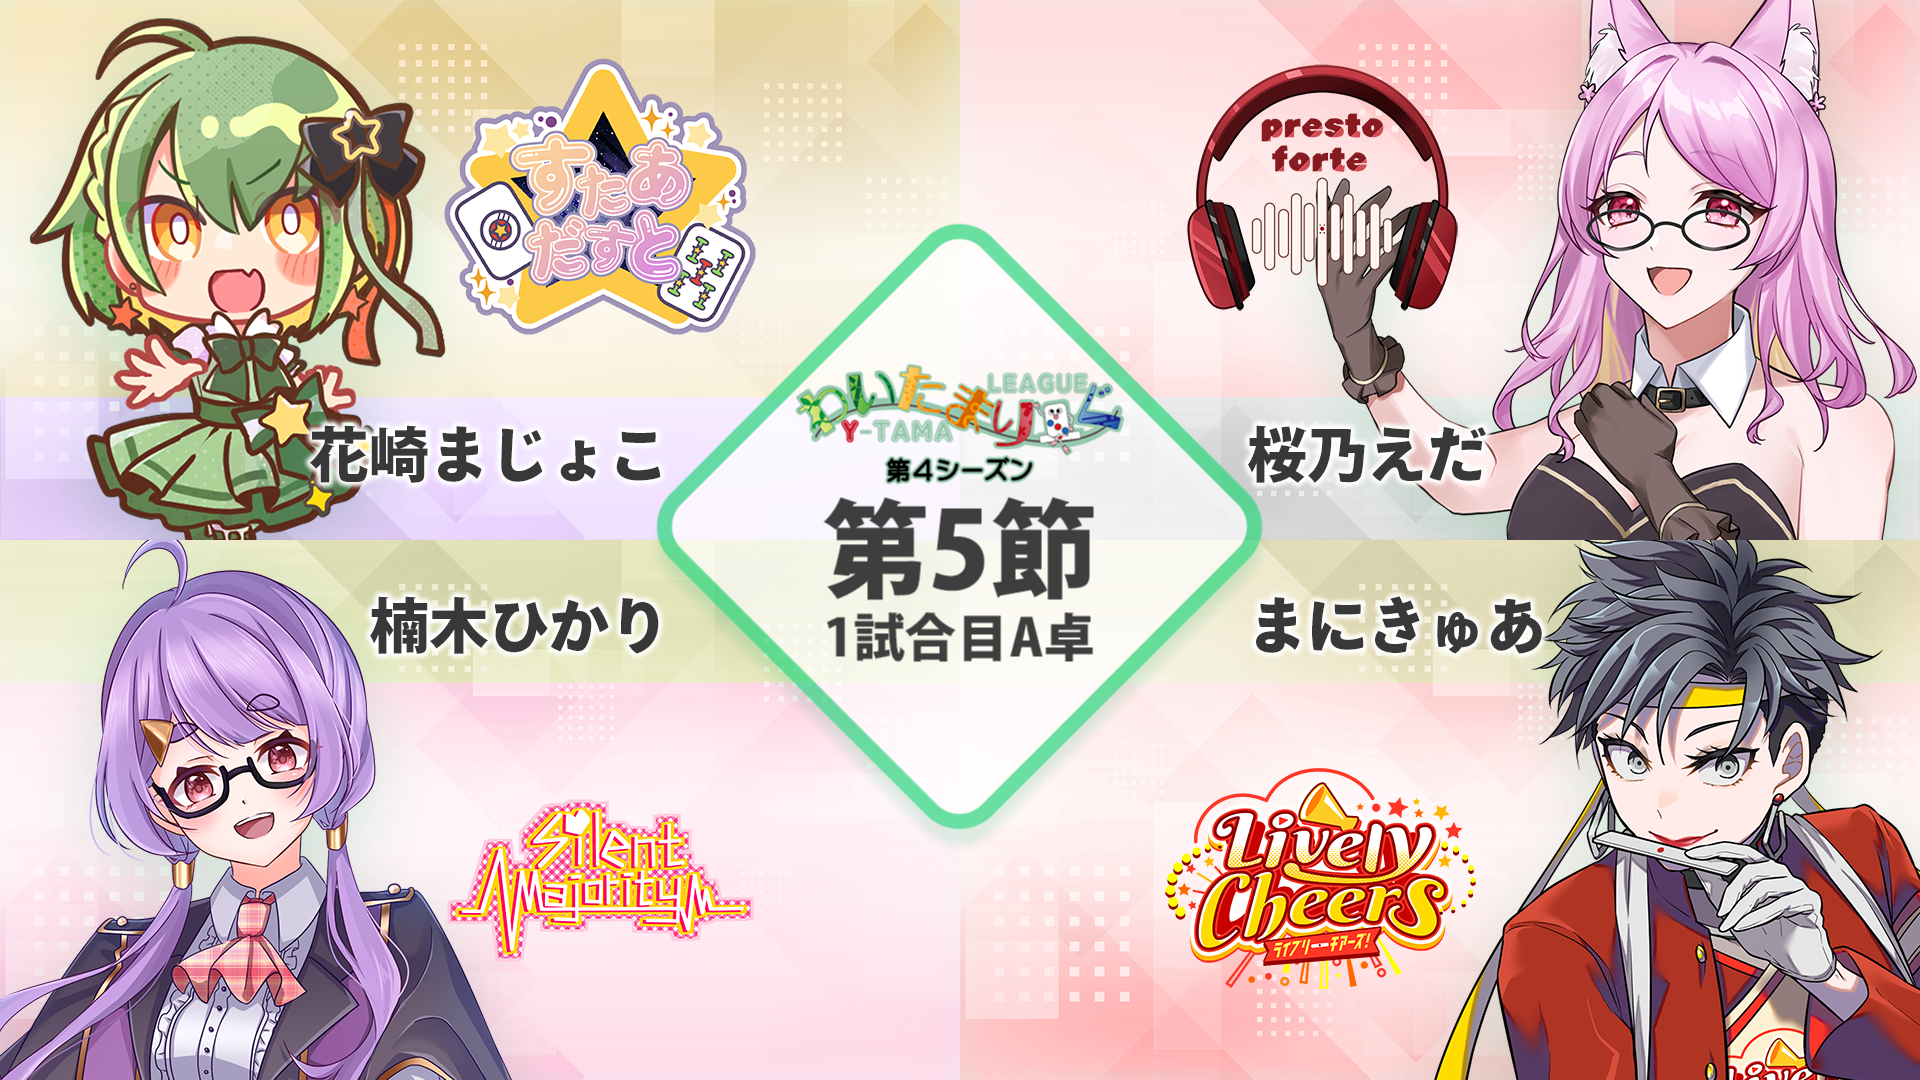 すたあ
だすと
花崎まじょこ
presto
forte
桜乃えだ
わいたまりーぐ
LEAGUE
Y-TAMA
第4シーズン
第5節
1試合目A卓
楠木ひかり
Silent
Majority
まにきゅあ
Lively
Cheers
ライブリーチアーズ!